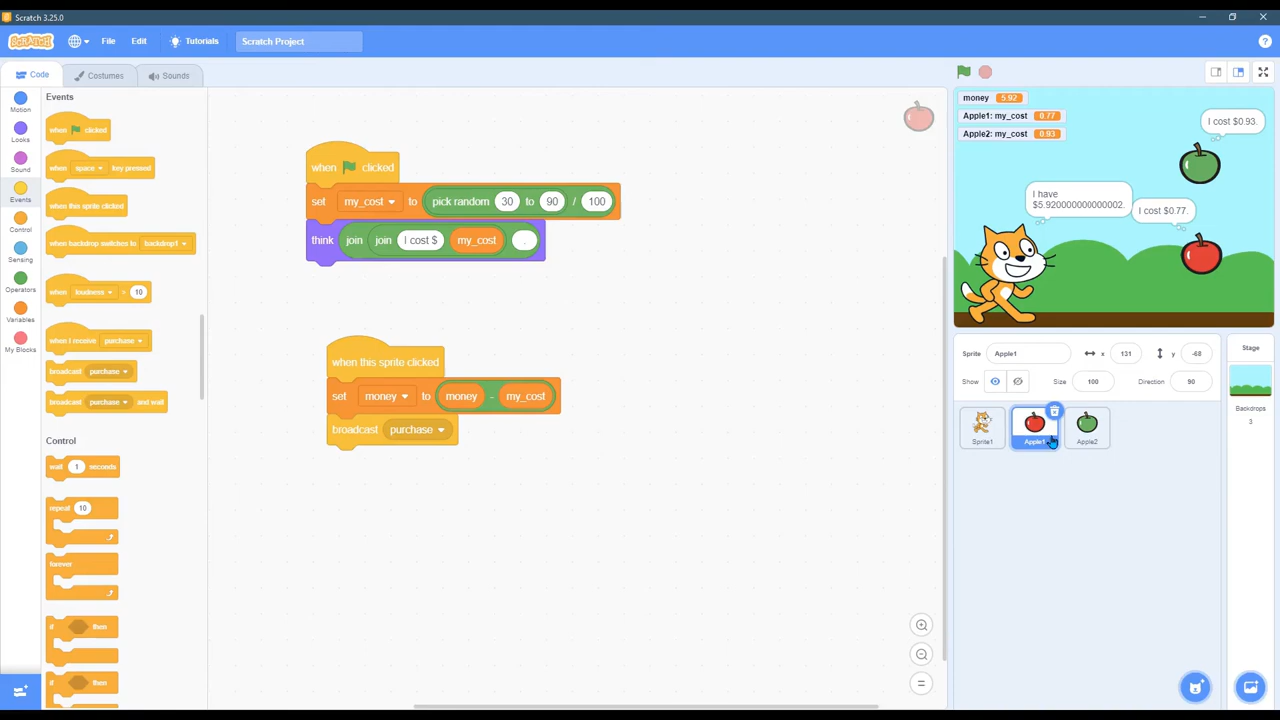 Scratch 3.25.0
SCRATCH
File
Edit
Tutorials
Scratch Project
?
Code
Costumes
Sounds
Motion
Looks
Sound
Events
Control
Sensing
Operators
Variables
My Blocks
Events
when clicked
when space key pressed
when this sprite clicked
when backdrop switches to backdrop1
when loudness > 10
when I receive purchase
broadcast purchase
broadcast purchase and wait
Control
wait 1 seconds
repeat 10
forever
if then
if then
when clicked
set my_cost to pick random 30 to 90 / 100
think join join I cost $ my_cost .
when this sprite clicked
set money to money - my_cost
broadcast purchase
money 5.92
Apple1: my_cost 0.77
Apple2: my_cost 0.93
I cost $0.93.
I have
$5.920000000000002.
I cost $0.77.
Sprite Apple1 x 131 y -68
Show Size 100 Direction 90
Sprite1
Apple1
Apple2
Stage
Backdrops
3